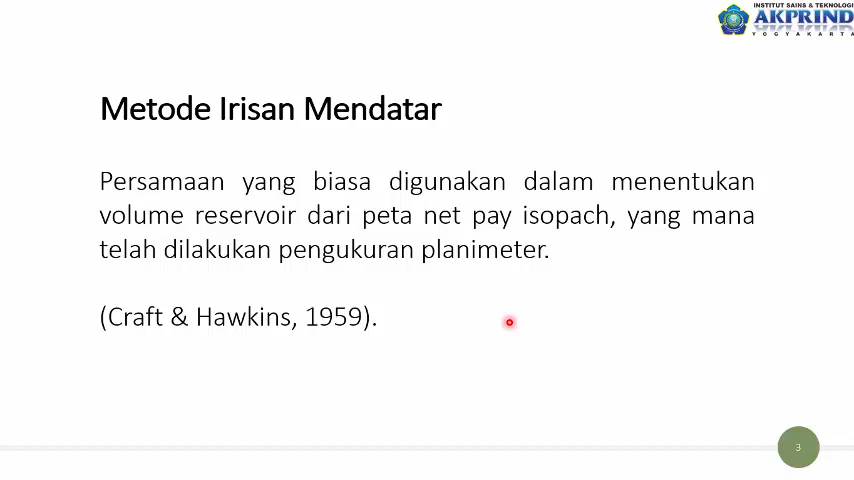 INSTITUT SAINS & TEKNOLOGI
AKPRIND
YOGYAKARTA
Metode Irisan Mendatar
Persamaan yang biasa digunakan dalam menentukan
volume reservoir dari peta net pay isopach, yang mana
telah dilakukan pengukuran planimeter.
(Craft & Hawkins, 1959).
3